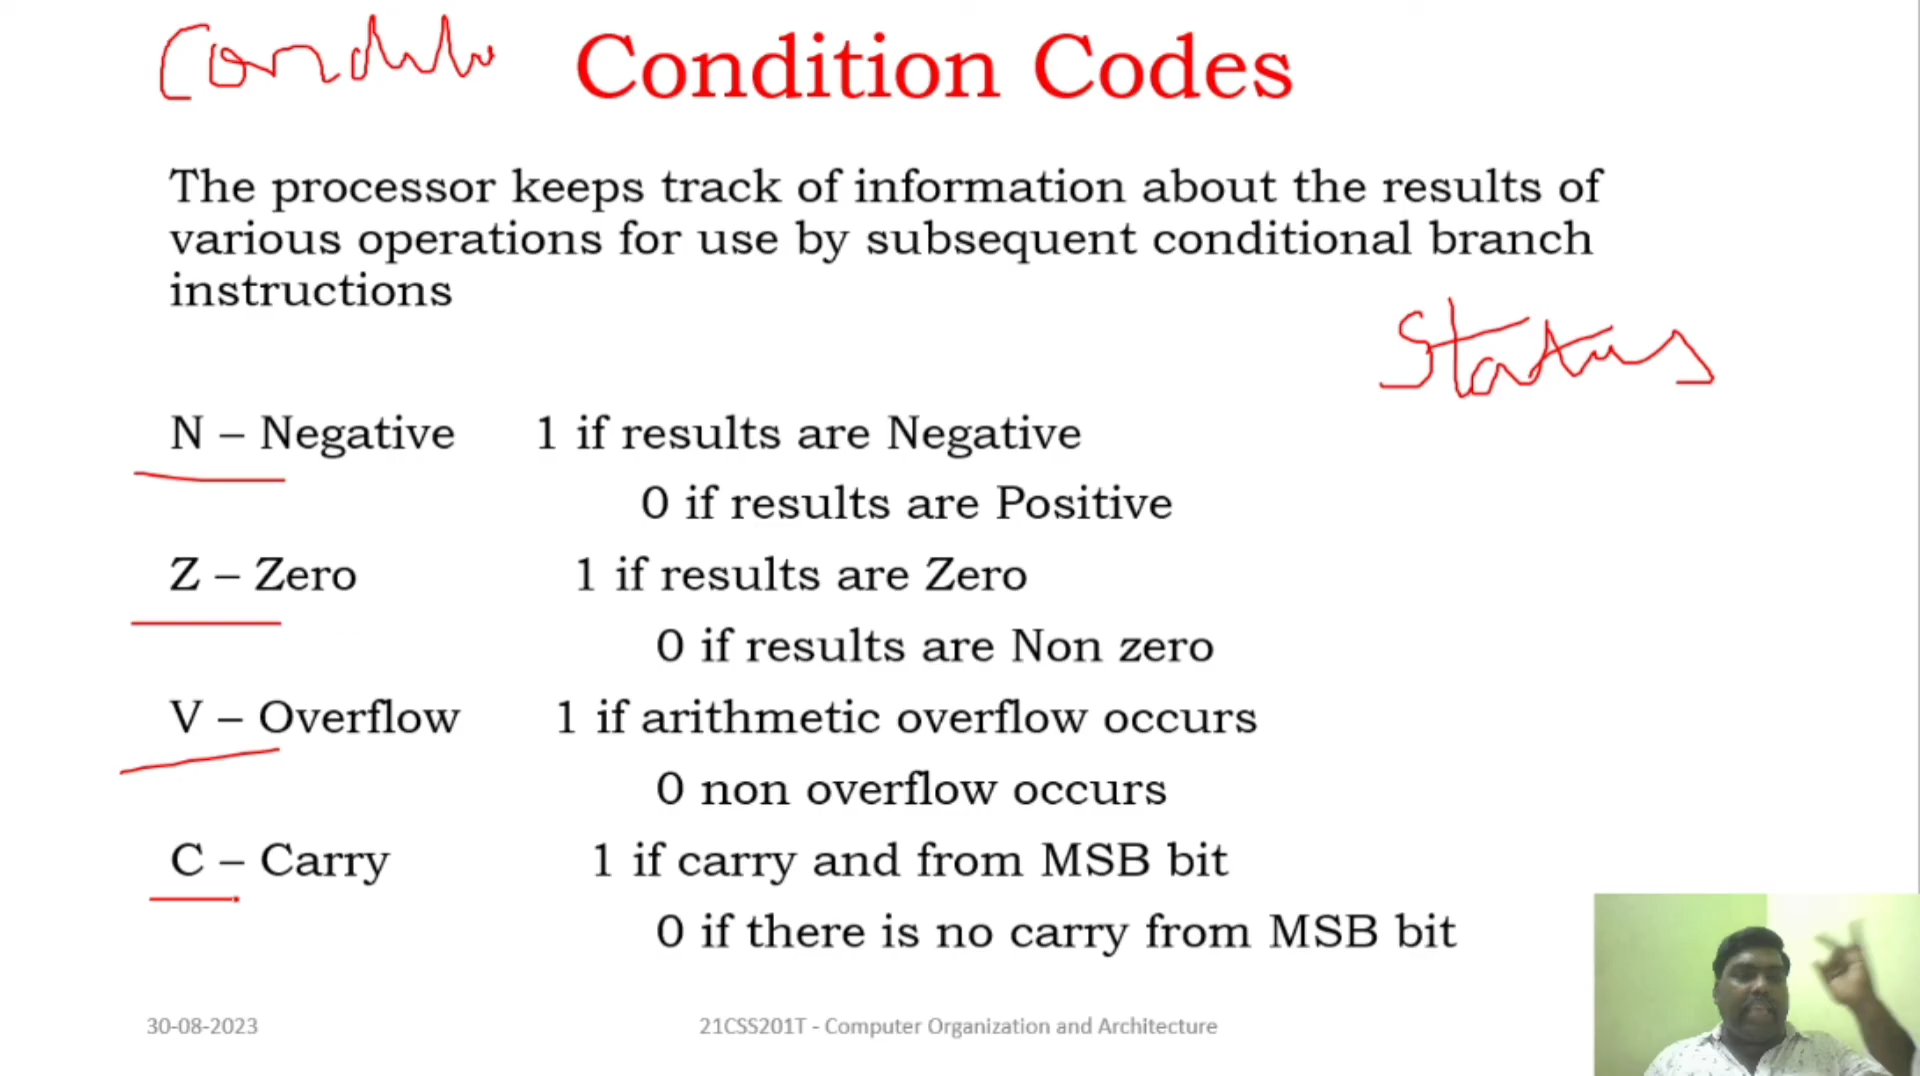 Condition Codes
The processor keeps track of information about the results of
various operations for use by subsequent conditional branch
instructions
Status
N – Negative 1 if results are Negative
0 if results are Positive
Z – Zero 1 if results are Zero
0 if results are Non zero
V – Overflow 1 if arithmetic overflow occurs
0 non overflow occurs
C – Carry 1 if carry and from MSB bit
0 if there is no carry from MSB bit
30-08-2023 21CSS201T - Computer Organization and Architecture